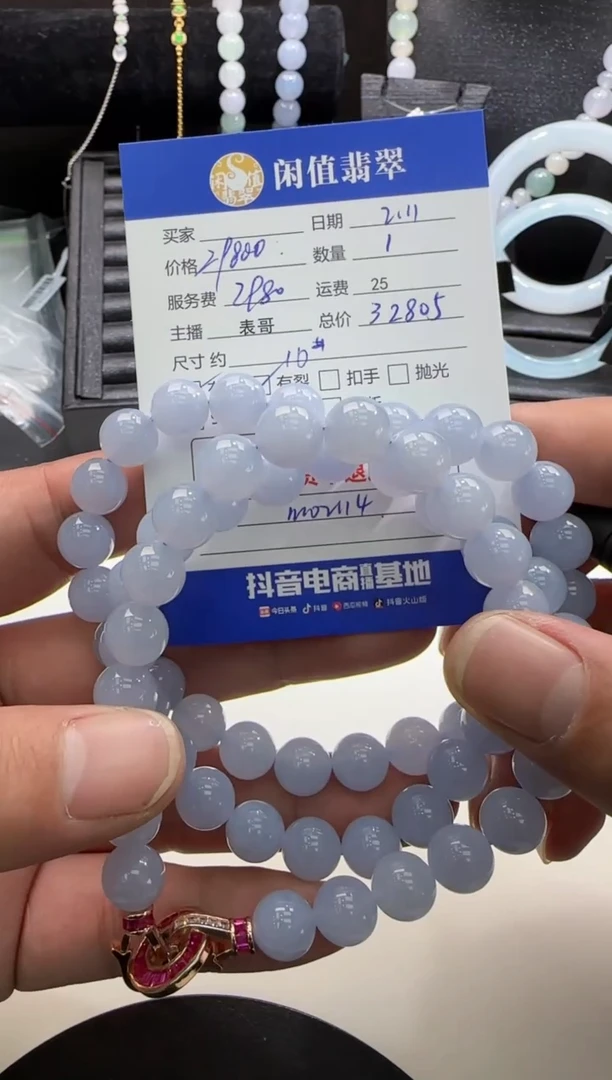 闲值翡翠
买家 日期 2.11
价格 29800 数量 1
服务费 2980 运费 25
主播 表哥 总价 32805
尺寸 约 10#
有裂 扣手 抛光
退
抖音电商直播基地
今日头条 抖音 西瓜视频 抖音火山版